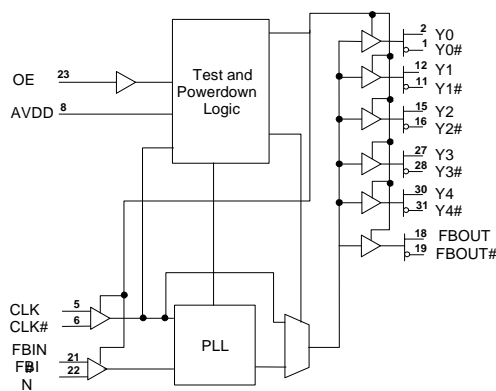 OE 23
AVDD 8
Test and
Powerdown
Logic
2 Y0
1 Y0#
12 Y1
11 Y1#
15 Y2
16 Y2#
27 Y3
28 Y3#
30 Y4
31 Y4#
18 FBOUT
19 FBOUT#
CLK 5
CLK# 6
FBIN 21
#
FBI 22
N
PLL